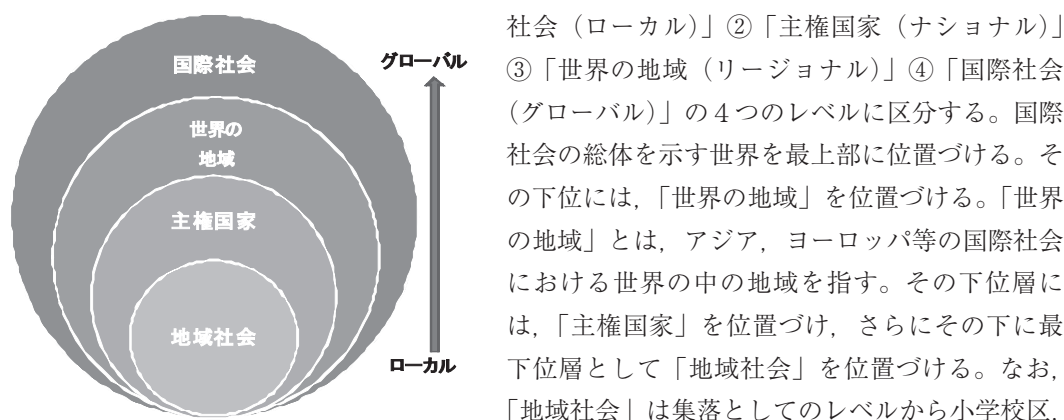 国際社会
世界の
地域
主権国家
地域社会
グローバル
ローカル
社会（ローカル）」②「主権国家（ナショナル）」
③「世界の地域（リージョナル）」④「国際社会
（グローバル）」の４つのレベルに区分する。国際
社会の総体を示す世界を最上部に位置づける。そ
の下位には，「世界の地域」を位置づける。「世界
の地域」とは，アジア，ヨーロッパ等の国際社会
における世界の中の地域を指す。その下位層に
は，「主権国家」を位置づけ，さらにその下に最
下位層として「地域社会」を位置づける。なお，
「地域社会」は集落としてのレベルから小学校区，